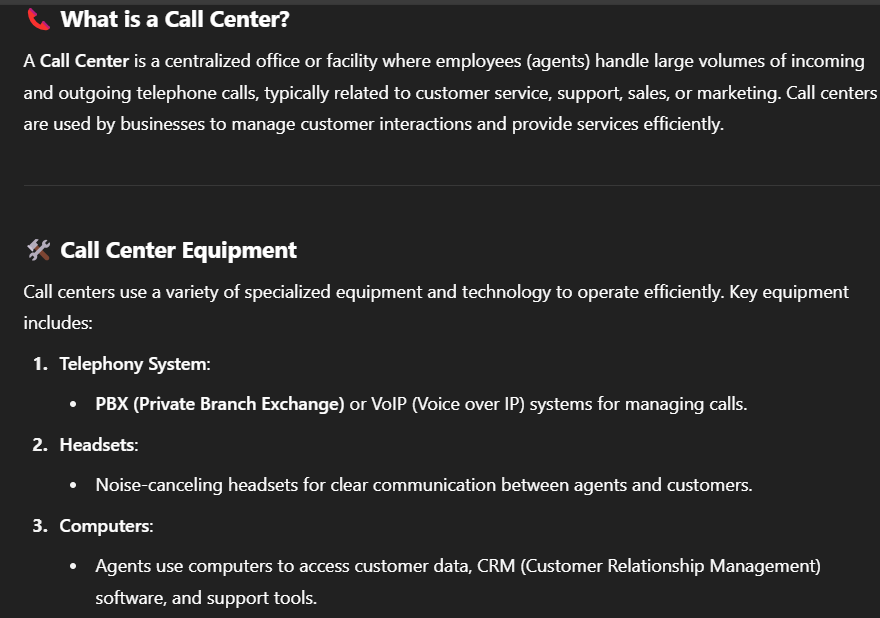 📞 What is a Call Center?
A Call Center is a centralized office or facility where employees (agents) handle large volumes of incoming
and outgoing telephone calls, typically related to customer service, support, sales, or marketing. Call centers
are used by businesses to manage customer interactions and provide services efficiently.
🛠️ Call Center Equipment
Call centers use a variety of specialized equipment and technology to operate efficiently. Key equipment
includes:
1. Telephony System:
• PBX (Private Branch Exchange) or VoIP (Voice over IP) systems for managing calls.
2. Headsets:
• Noise-canceling headsets for clear communication between agents and customers.
3. Computers:
• Agents use computers to access customer data, CRM (Customer Relationship Management)
software, and support tools.